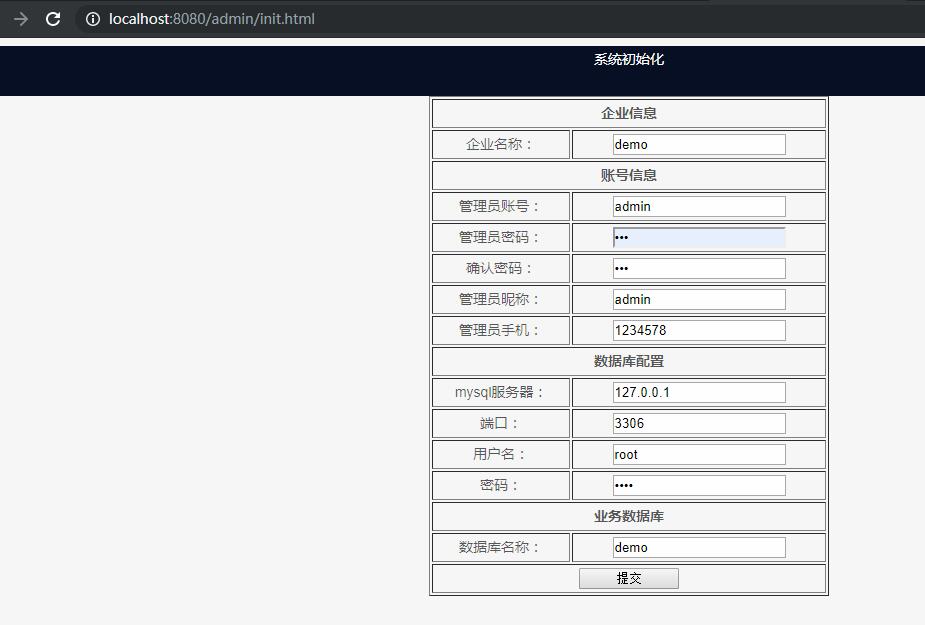 localhost:8080/admin/init.html
系统初始化
企业信息
企业名称： demo
账号信息
管理员账号： admin
管理员密码： •••
确认密码： •••
管理员昵称： admin
管理员手机： 1234578
数据库配置
mysql服务器： 127.0.0.1
端口： 3306
用户名： root
密码： ••••
业务数据库
数据库名称： demo
提交